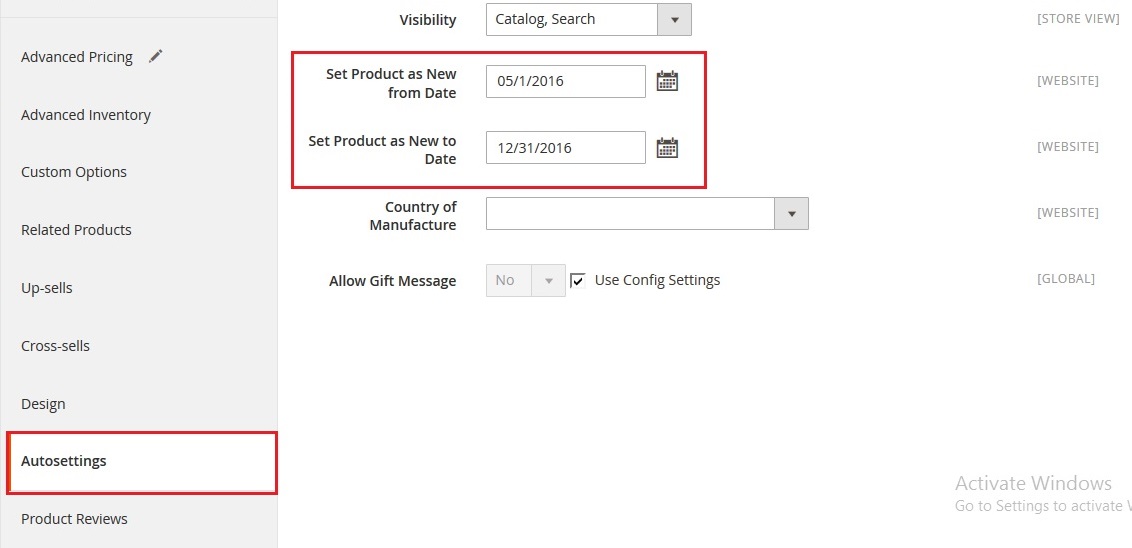 Visibility
Catalog, Search
[STORE VIEW]
Advanced Pricing
Set Product as New
from Date
05/1/2016
[WEBSITE]
Advanced Inventory
Set Product as New to
Date
12/31/2016
[WEBSITE]
Custom Options
Country of
Manufacture
[WEBSITE]
Related Products
Allow Gift Message
No
Use Config Settings
[GLOBAL]
Up-sells
Cross-sells
Design
Autosettings
Product Reviews
Activate Windows
Go to Settings to activate W